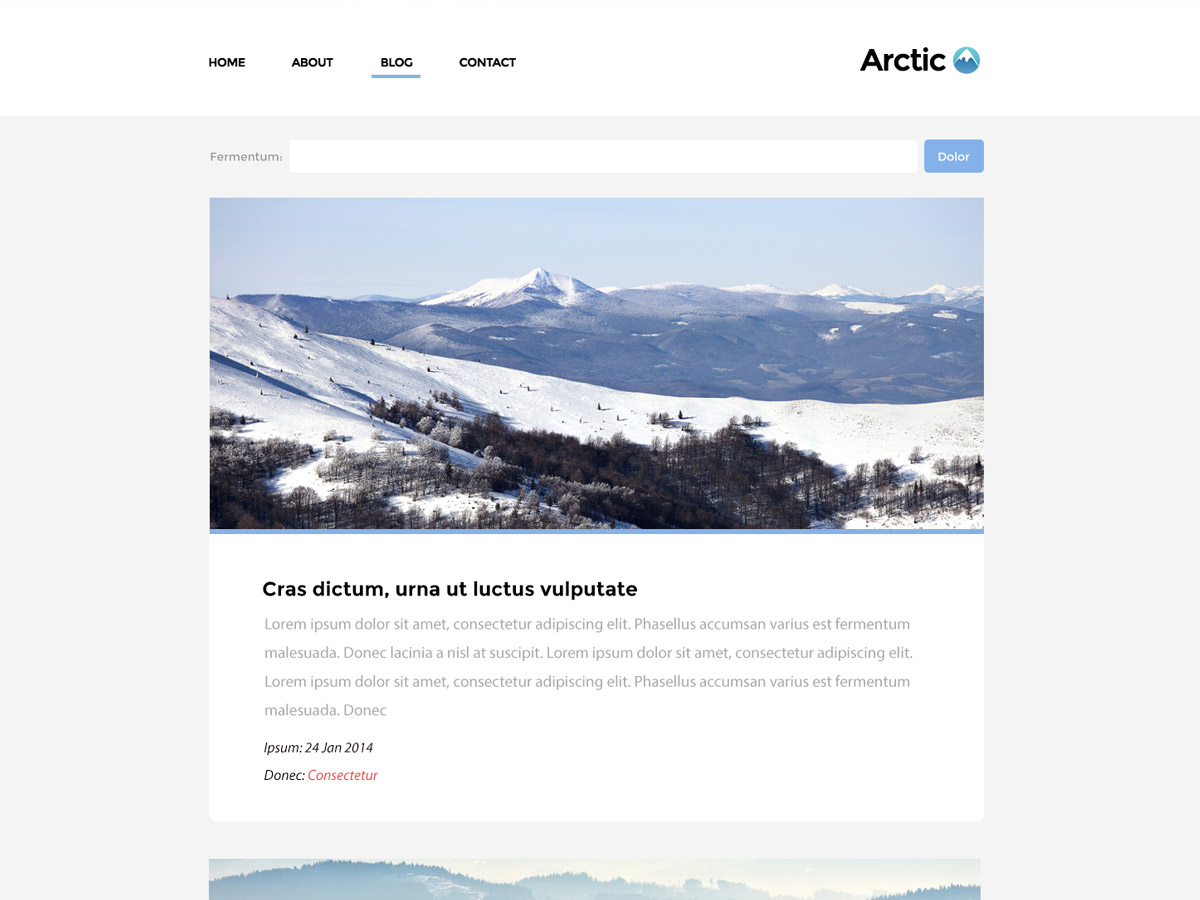 HOME ABOUT BLOG CONTACT Arctic
Fermentum: Dolor
Cras dictum, urna ut luctus vulputate
Lorem ipsum dolor sit amet, consectetur adipiscing elit. Phasellus accumsan varius est fermentum
malesuada. Donec lacinia a nisl at suscipit. Lorem ipsum dolor sit amet, consectetur adipiscing elit.
Lorem ipsum dolor sit amet, consectetur adipiscing elit. Phasellus accumsan varius est fermentum
malesuada. Donec
Ipsum: 24 Jan 2014
Donec: Consectetur